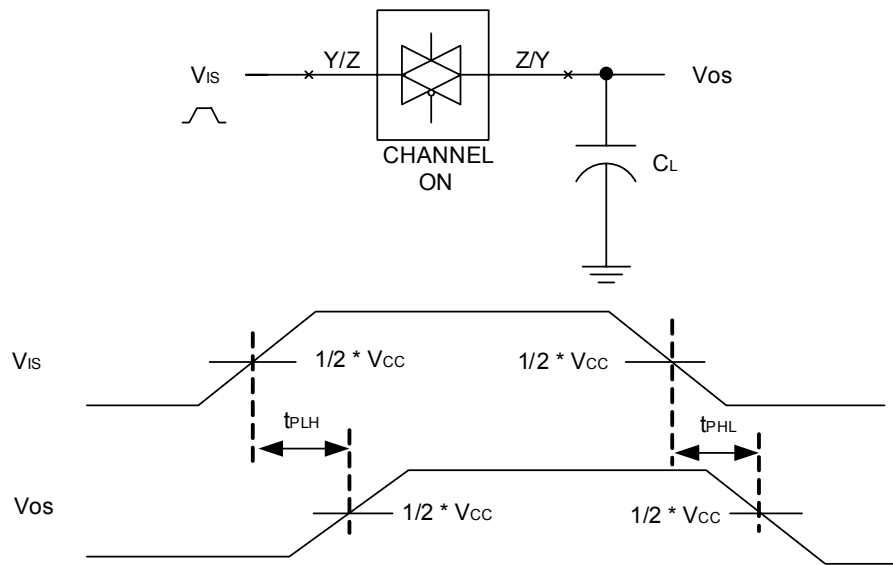 Y/Z
Z/Y
VIS
Vos
CHANNEL
ON
CL
VIS
1/2 * VCC
1/2 * VCC
tPLH
tPHL
Vos
1/2 * VCC
1/2 * VCC